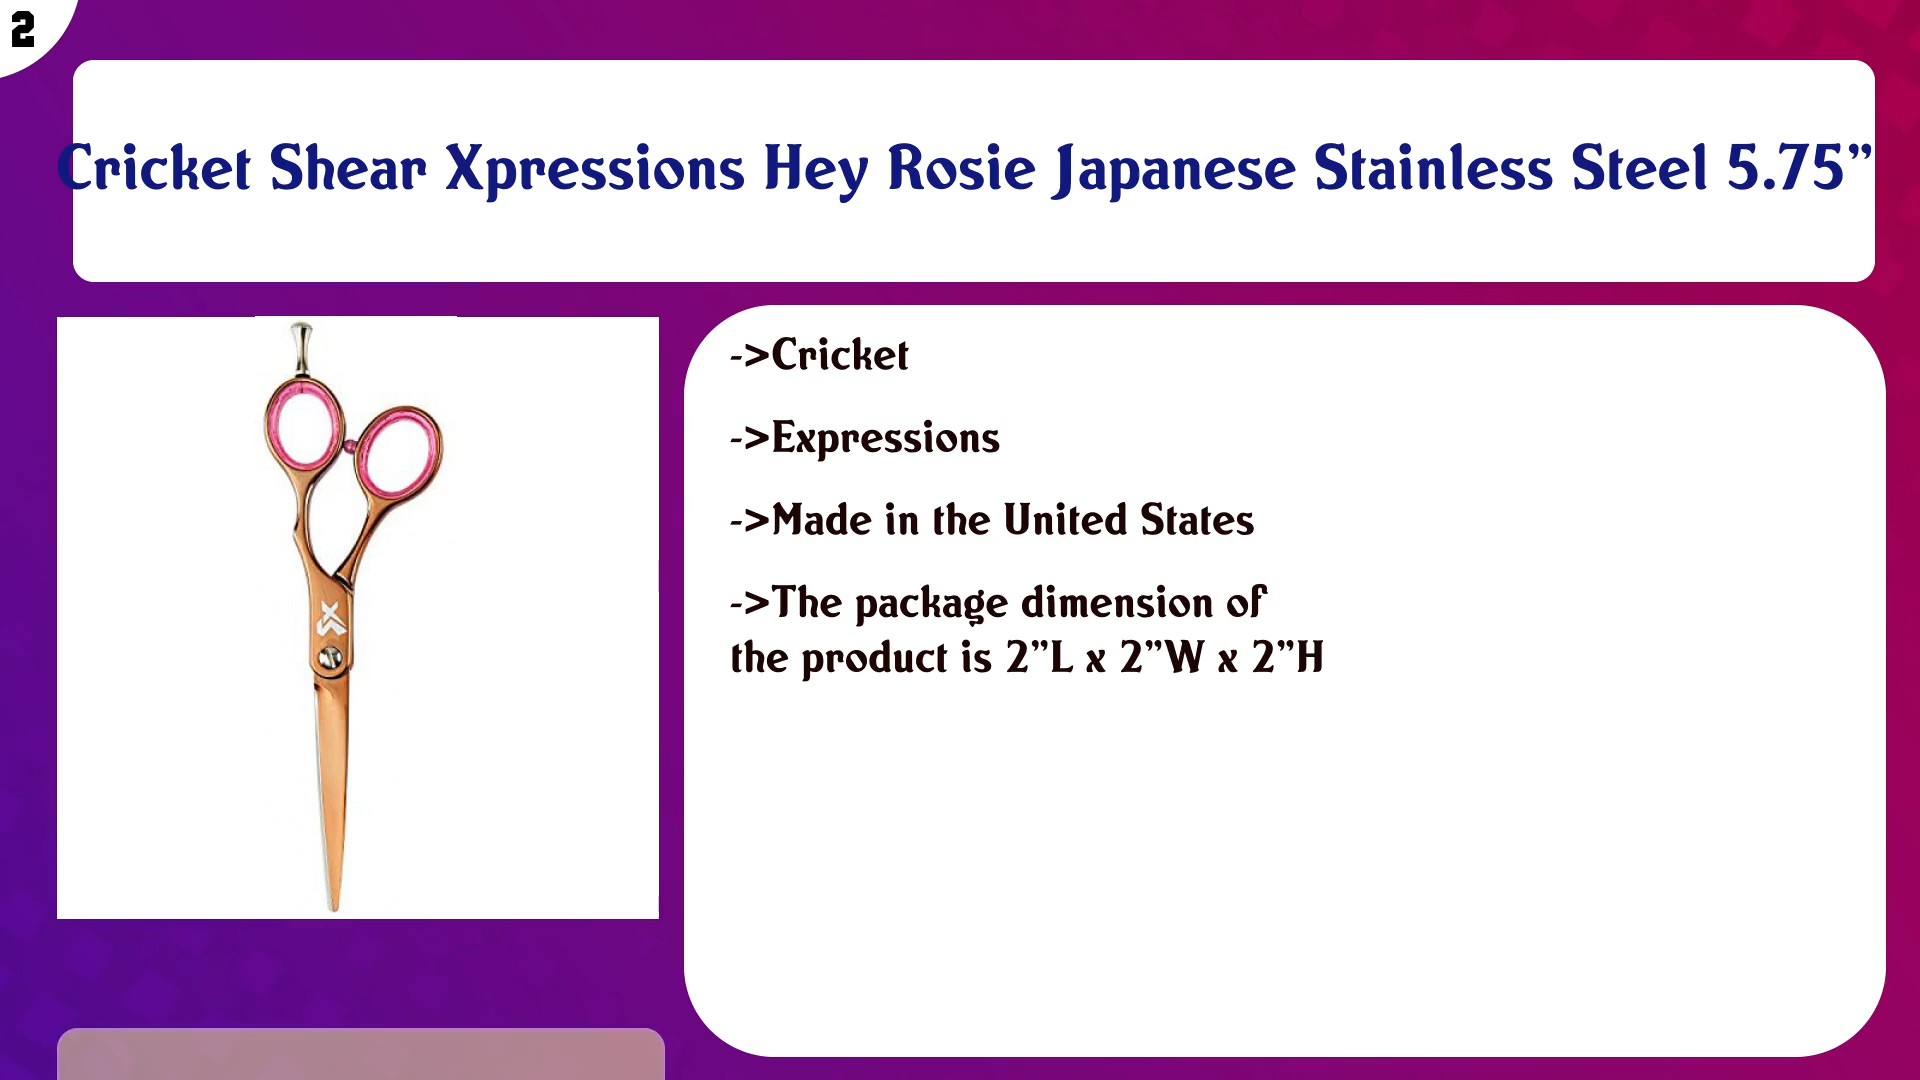 2
Cricket Shear Xpressions Hey Rosie Japanese Stainless Steel 5.75”
->Cricket
->Expressions
->Made in the United States
->The package dimension of
the product is 2”L x 2”W x 2”H